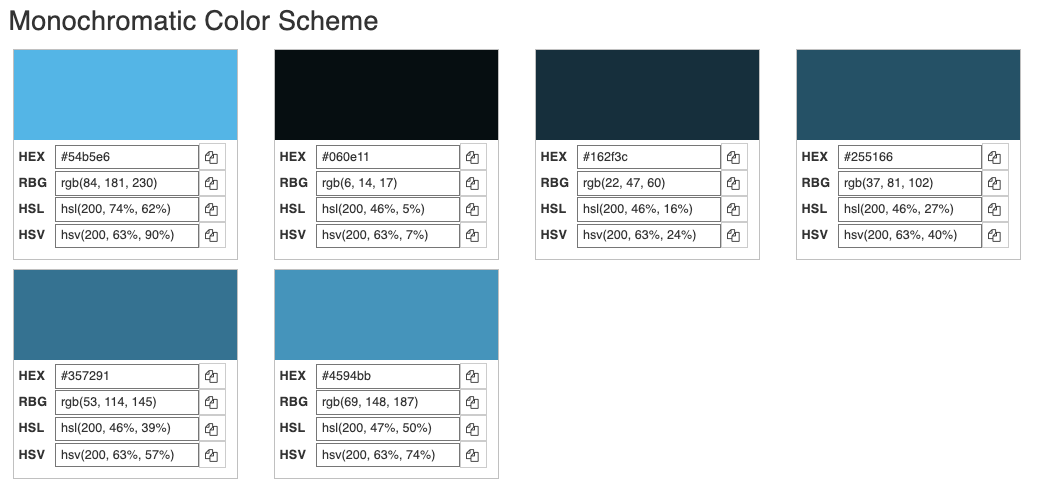 Monochromatic Color Scheme
HEX #54b5e6
RBG rgb(84, 181, 230)
HSL hsl(200, 74%, 62%)
HSV hsv(200, 63%, 90%)
HEX #060e11
RBG rgb(6, 14, 17)
HSL hsl(200, 46%, 5%)
HSV hsv(200, 63%, 7%)
HEX #162f3c
RBG rgb(22, 47, 60)
HSL hsl(200, 46%, 16%)
HSV hsv(200, 63%, 24%)
HEX #255166
RBG rgb(37, 81, 102)
HSL hsl(200, 46%, 27%)
HSV hsv(200, 63%, 40%)
HEX #357291
RBG rgb(53, 114, 145)
HSL hsl(200, 46%, 39%)
HSV hsv(200, 63%, 57%)
HEX #4594bb
RBG rgb(69, 148, 187)
HSL hsl(200, 47%, 50%)
HSV hsv(200, 63%, 74%)